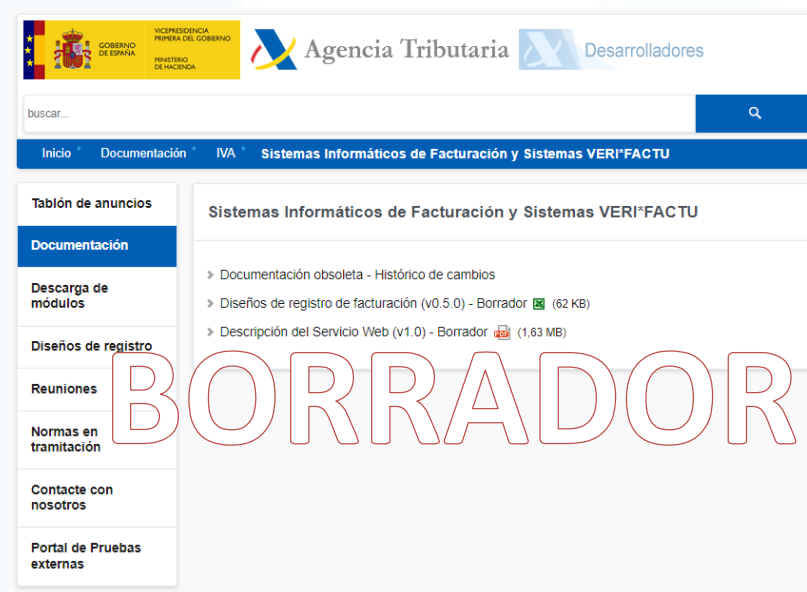 GOBIERNO
DE ESPAÑA
VICEPRESIDENCIA
PRIMERA DEL GOBIERNO
MINISTERIO
DE HACIENDA
Agencia Tributaria
Desarrolladores
buscar...
Inicio
Documentación
IVA
Sistemas Informáticos de Facturación y Sistemas VERI*FACTU
Tablón de anuncios
Documentación
Descarga de
módulos
Diseños de registro
Reuniones
Normas en
tramitación
Contacte con
nosotros
Portal de Pruebas
externas
Sistemas Informáticos de Facturación y Sistemas VERI*FACTU
Documentación obsoleta - Histórico de cambios
Diseños de registro de facturación (v0.5.0) - Borrador (62 KB)
Descripción del Servicio Web (v1.0) - Borrador PDF (1,63 MB)
BORRADOR